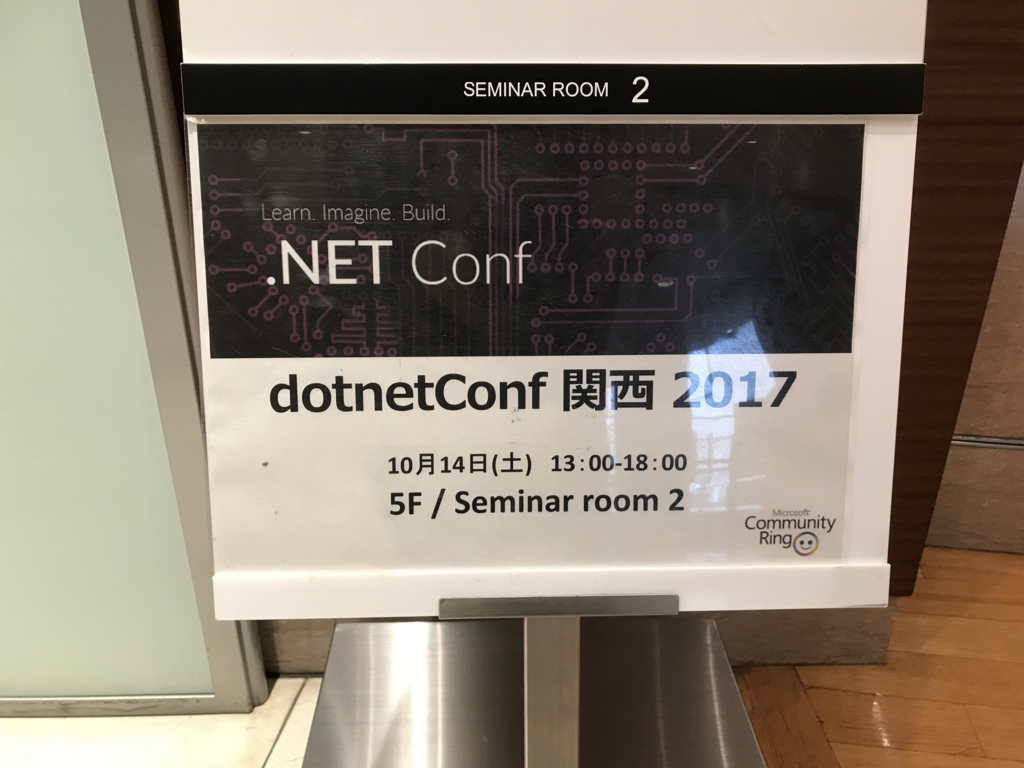 SEMINAR ROOM 2
Learn. Imagine. Build.
.NET Conf
dotnetConf 関西 2017
10月14日(土) 13:00-18:00
5F / Seminar room 2
Microsoft
Community
Ring